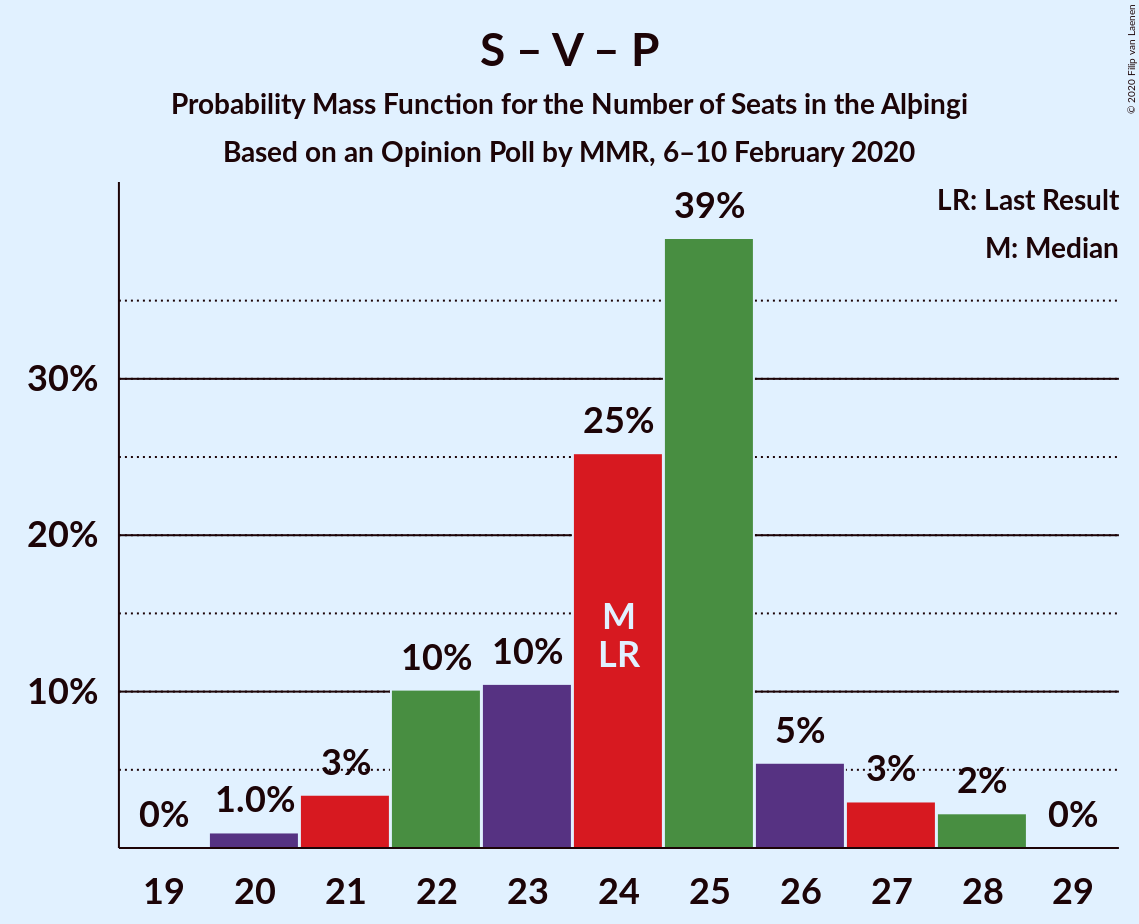 S – V – P
Probability Mass Function for the Number of Seats in the Alþingi
Based on an Opinion Poll by MMR, 6–10 February 2020
© 2020 Filip van Laenen
LR: Last Result
M: Median
39%
30%
25%
20%
M
LR
10%
10%
10%
5%
3%
3%
2%
1.0%
0%
0%
19 20 21 22 23 24 25 26 27 28 29